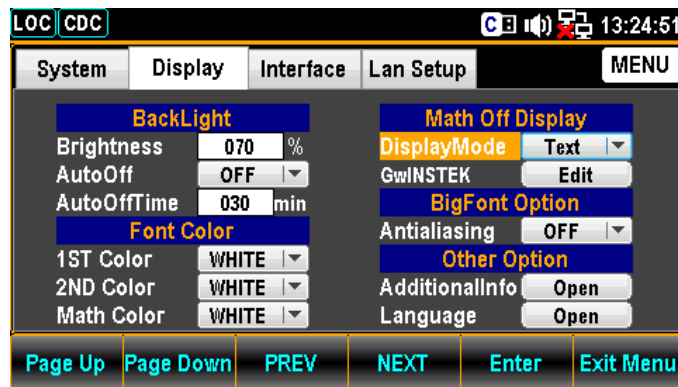 LOC CDC C 13:24:51
System Display Interface Lan Setup MENU
BackLight
Brightness 070 %
AutoOff OFF
AutoOffTime 030 min
Font Color
1ST Color WHITE
2ND Color WHITE
Math Color WHITE
Math Off Display
DisplayMode Text
GwINSTEK Edit
BigFont Option
Antialiasing OFF
Other Option
AdditionalInfo Open
Language Open
Page Up Page Down PREV NEXT Enter Exit Menu